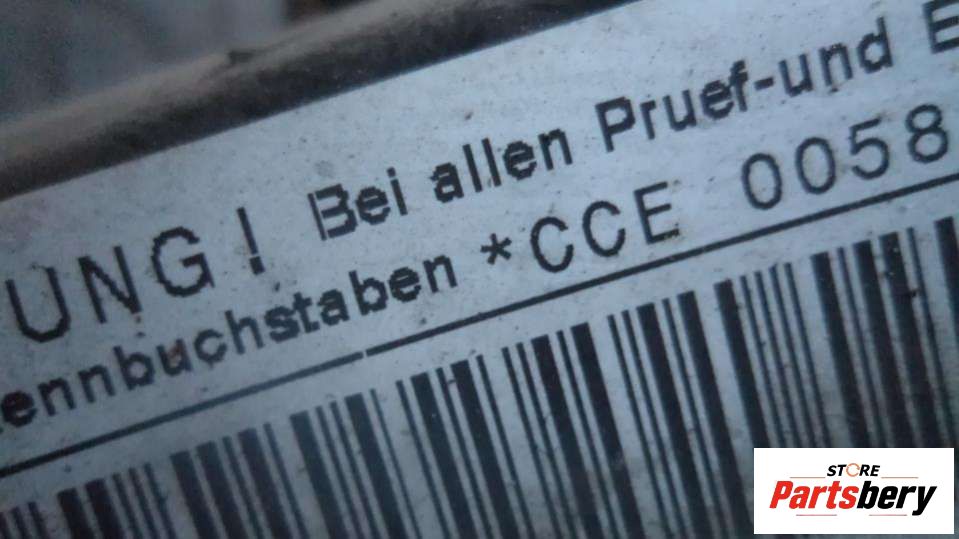 UNG! Bei allen Pruef-und E
ennbuchstaben *CCE 0058
STORE
Partsbery